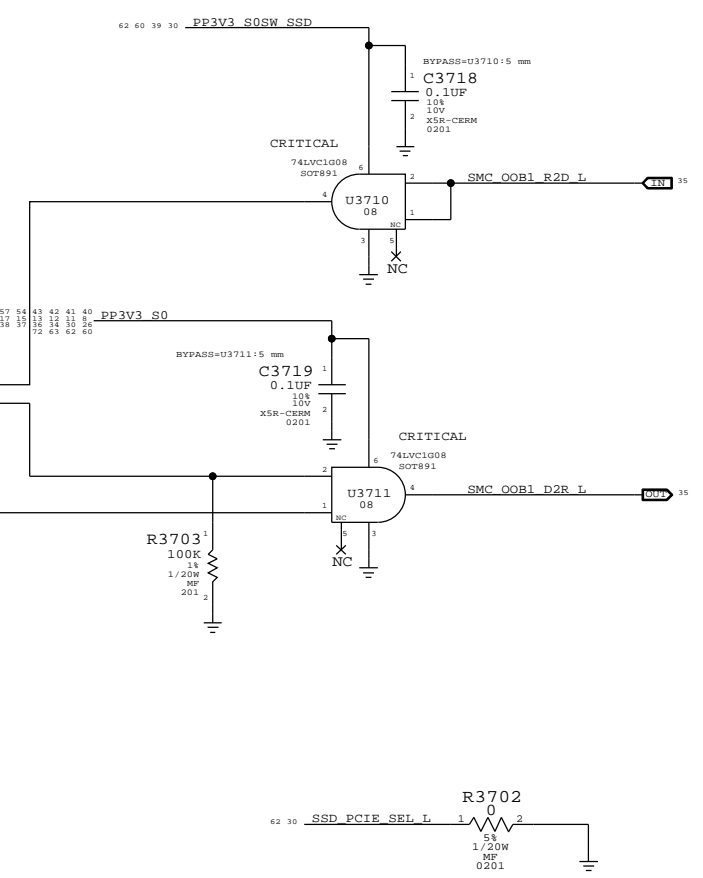 62 60 39 30 PP3V3_S0SW_SSD
BYPASS=U3710:5 mm
1 C3718
0.1UF
10%
10V
2 X5R-CERM
0201
CRITICAL
74LVC1G08
SOT891
6
4 U3710 2 SMC_OOB1_R2D_L IN 35
08 1
NC
3 5
NC
57 54 43 42 41 40
17 15 13 12 11 8 PP3V3_S0
38 37 36 34 30 26
72 63 62 60
BYPASS=U3711:5 mm
C3719 1
0.1UF
10%
10V
X5R-CERM 2
0201
CRITICAL
74LVC1G08
SOT891
6
2 U3711 4 SMC_OOB1_D2R_L OUT 35
1 08
NC
5 3
NC
R3703 1
100K
1%
1/20W
MF
201 2
R3702
0
62 30 SSD_PCIE_SEL_L 1 2
5%
1/20W
MF
0201